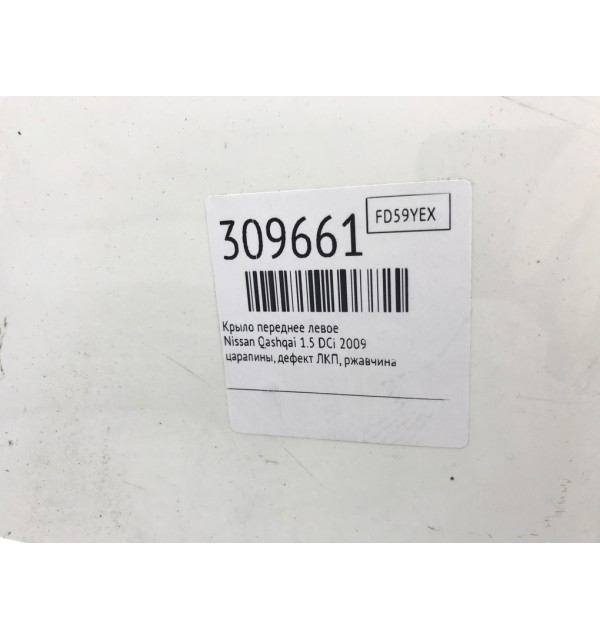 309661
FD59YEX
Крыло переднее левое
Nissan Qashqai 1.5 DCi 2009
царапины, дефект ЛКП, ржавчина